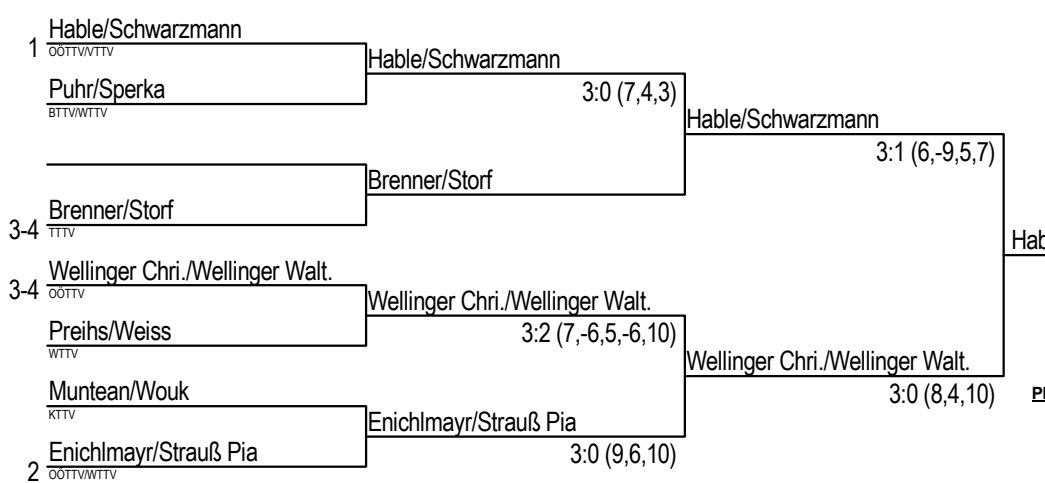 Hable/Schwarzmann
1
OÖTTV/VTTV
Hable/Schwarzmann
Puhr/Sperka
3:0 (7,4,3)
BTTV/WTTV
Hable/Schwarzmann
3:1 (6,-9,5,7)
Brenner/Storf
Brenner/Storf
3-4
TTTV
Hab
Wellinger Chri./Wellinger Walt.
3-4
OÖTTV
Wellinger Chri./Wellinger Walt.
Preihs/Weiss
3:2 (7,-6,5,-6,10)
WTTV
Wellinger Chri./Wellinger Walt.
Muntean/Wouk
3:0 (8,4,10)
KTTV
Enichlmayr/Strauß Pia
Enichlmayr/Strauß Pia
3:0 (9,6,10)
2
OÖTTV/WTTV